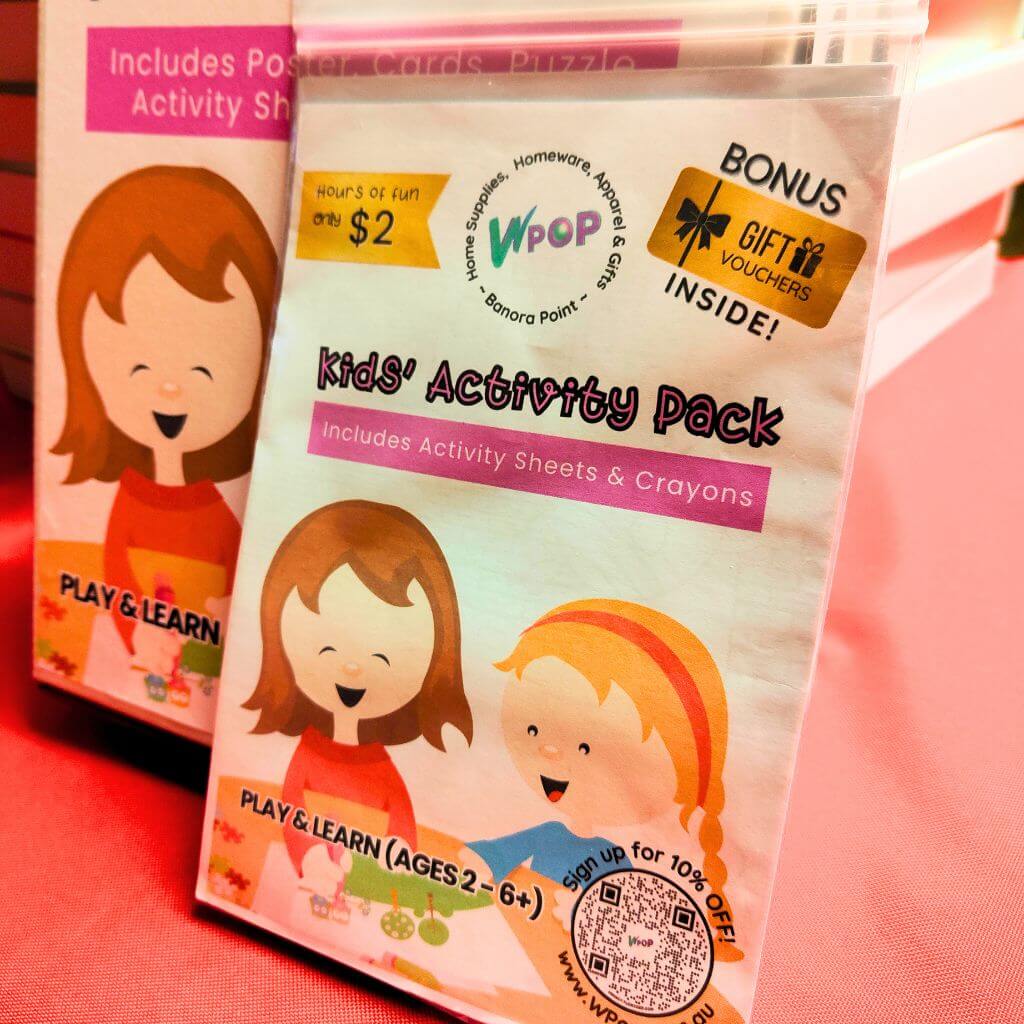 Includes Poster, Cards, Puzzle
Activity Sh
PLAY & LEARN
Hours of fun
only $2
Home Supplies, Homeware, Apparel & Gifts
WPOP
~ Banora Point ~
BONUS
GIFT
VOUCHERS
INSIDE!
Kids' Activity Pack
Includes Activity Sheets & Crayons
PLAY & LEARN (AGES 2 - 6+)
Sign up for 10% OFF!
WPOP